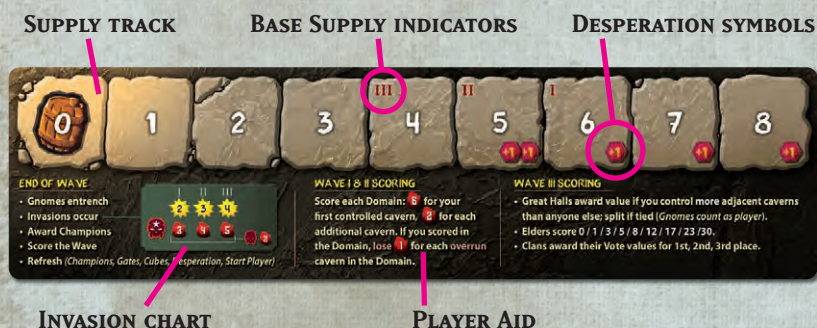 SUPPLY TRACK
BASE SUPPLY INDICATORS
DESPERATION SYMBOLS
0 1 2 3 III 4 II 5 I 6 7 8
+1 +1 +1 +1 +1
END OF WAVE
• Gnomes entrench
• Invasions occur
• Award Champions
• Score the Wave
• Refresh (Champions, Gates, Cubes, Desperation, Start Player)
I II III
2 3 4
3 4 5
WAVE I & II SCORING
Score each Domain: 5 for your
first controlled cavern, 2 for each
additional cavern. If you scored in
the Domain, lose 1 for each overrun
cavern in the Domain.
WAVE III SCORING
• Great Halls award value if you control more adjacent caverns
than anyone else; split if tied (Gnomes count as player).
• Elders score 0 / 1 / 3 / 5 / 8 / 12 / 17 / 23 /30.
• Clans award their Vote values for 1st, 2nd, 3rd place.
INVASION CHART
PLAYER AID